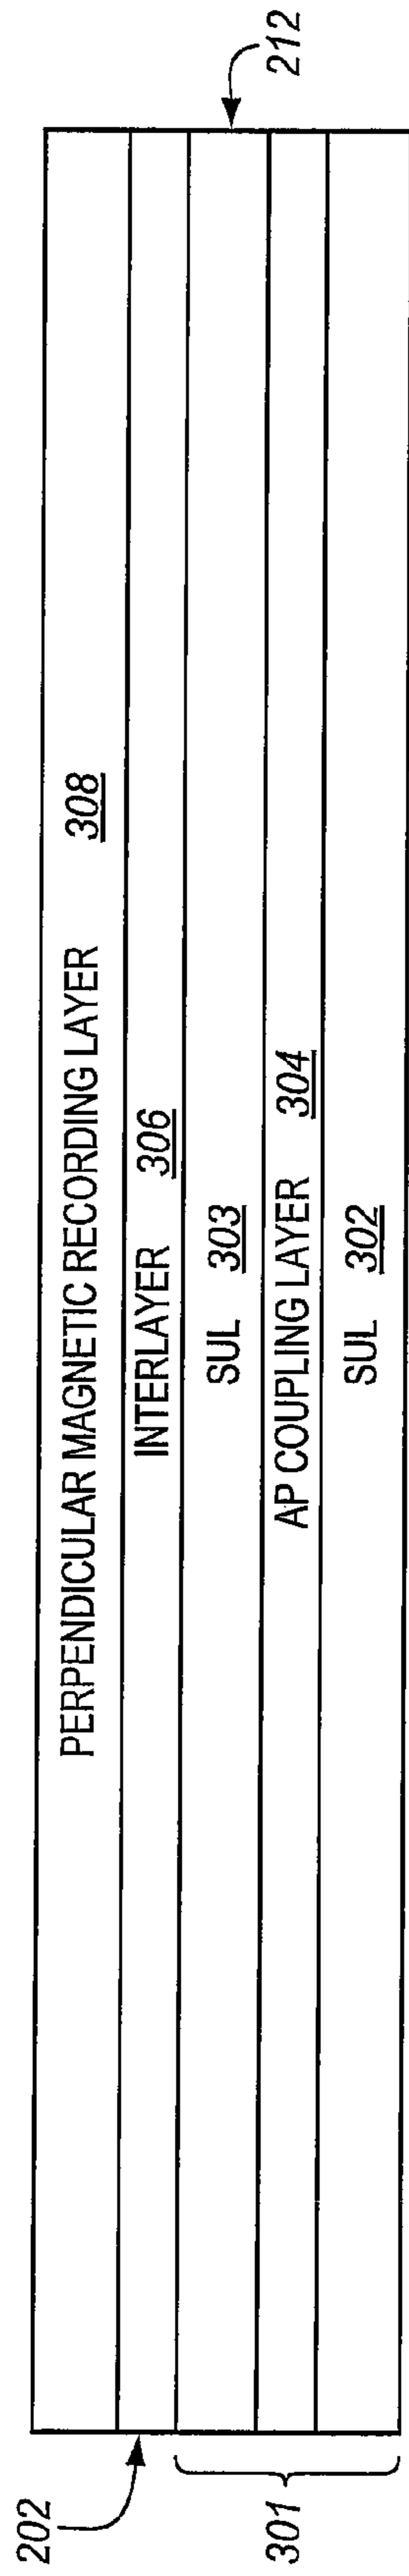 202
PERPENDICULAR MAGNETIC RECORDING LAYER 308
INTERLAYER 306
SUL 303
212
AP COUPLING LAYER 304
SUL 302
301